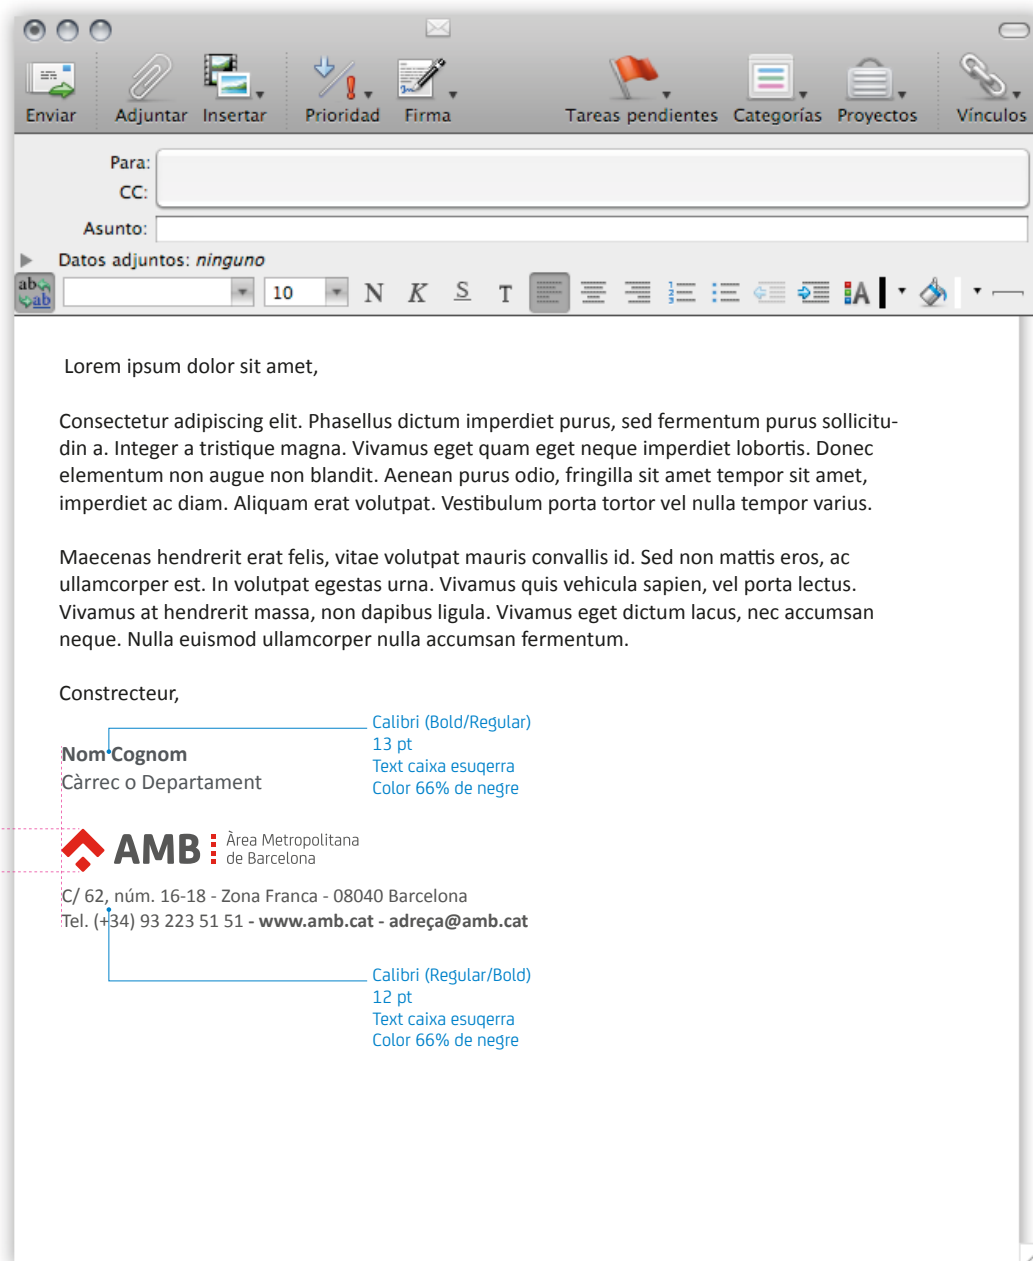 Enviar Adjuntar Insertar Prioridad Firma Tareas pendientes Categorías Proyectos Vínculos
Para:
CC:
Asunto:
Datos adjuntos: ninguno
ab ab 10 N K S T A
Lorem ipsum dolor sit amet,
Consectetur adipiscing elit. Phasellus dictum imperdiet purus, sed fermentum purus sollicitu-
din a. Integer a tristique magna. Vivamus eget quam eget neque imperdiet lobortis. Donec
elementum non augue non blandit. Aenean purus odio, fringilla sit amet tempor sit amet,
imperdiet ac diam. Aliquam erat volutpat. Vestibulum porta tortor vel nulla tempor varius.
Maecenas hendrerit erat felis, vitae volutpat mauris convallis id. Sed non mattis eros, ac
ullamcorper est. In volutpat egestas urna. Vivamus quis vehicula sapien, vel porta lectus.
Vivamus at hendrerit massa, non dapibus ligula. Vivamus eget dictum lacus, nec accumsan
neque. Nulla euismod ullamcorper nulla accumsan fermentum.
Constrecteur,
Calibri (Bold/Regular)
13 pt
Text caixa esuqerra
Color 66% de negre
Nom Cognom
Càrrec o Departament
AMB
Àrea Metropolitana
de Barcelona
C/ 62, núm. 16-18 - Zona Franca - 08040 Barcelona
Tel. (+34) 93 223 51 51 - www.amb.cat - adreça@amb.cat
Calibri (Regular/Bold)
12 pt
Text caixa esuqerra
Color 66% de negre